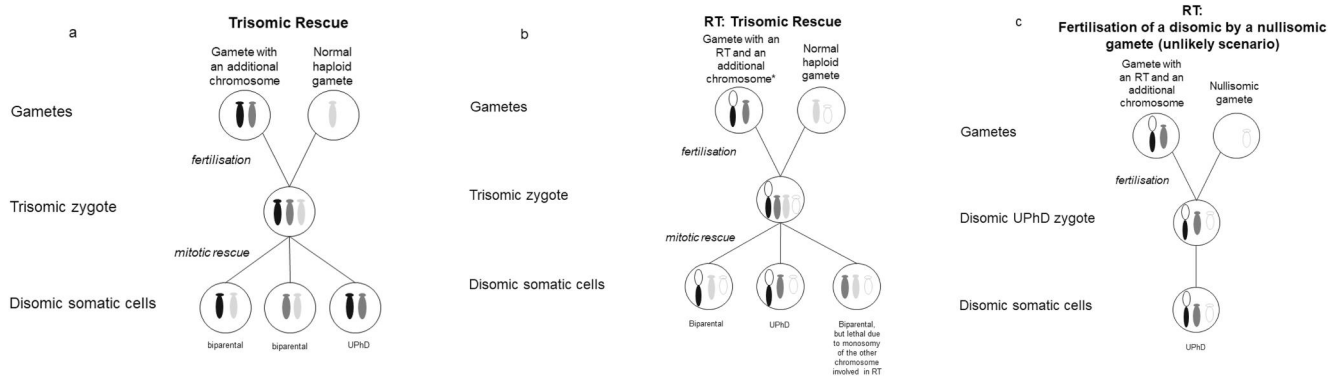 a
Trisomic Rescue
Gamete with
an additional
chromosome
Normal
haploid
gamete
Gametes
fertilisation
Trisomic zygote
mitotic rescue
Disomic somatic cells
biparental
biparental
UPhD
b
RT: Trisomic Rescue
Gamete with an
RT and an
additional
chromosome*
Normal
haploid
gamete
Gametes
fertilisation
Trisomic zygote
mitotic rescue
Disomic somatic cells
Biparental
UPhD
Biparental,
but lethal due
to monosomy
of the other
chromosome
involved in RT
c
RT:
Fertilisation of a disomic by a nullisomic
gamete (unlikely scenario)
Gamete with
an RT and an
additional
chromosome
Nullisomic
gamete
Gametes
fertilisation
Disomic UPhD zygote
Disomic somatic cells
UPhD